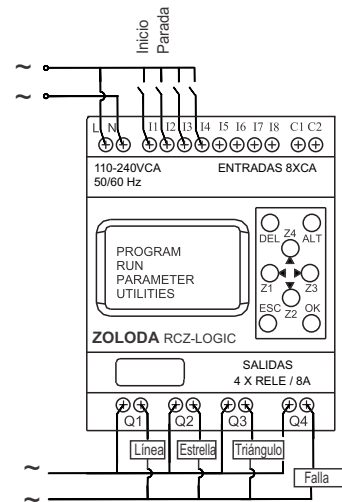 Inicio
Parada
~
~
L N I1 I2 I3 I4 I5 I6 I7 I8 C1 C2
110-240VCA
50/60 Hz
ENTRADAS 8XCA
PROGRAM
RUN
PARAMETER
UTILITIES
DEL Z4 ALT
Z1 Z3
ESC Z2 OK
ZOLODA RCZ-LOGIC
SALIDAS
4 X RELE / 8A
Q1 Q2 Q3 Q4
Línea Estrella Triángulo
~
Falla
~